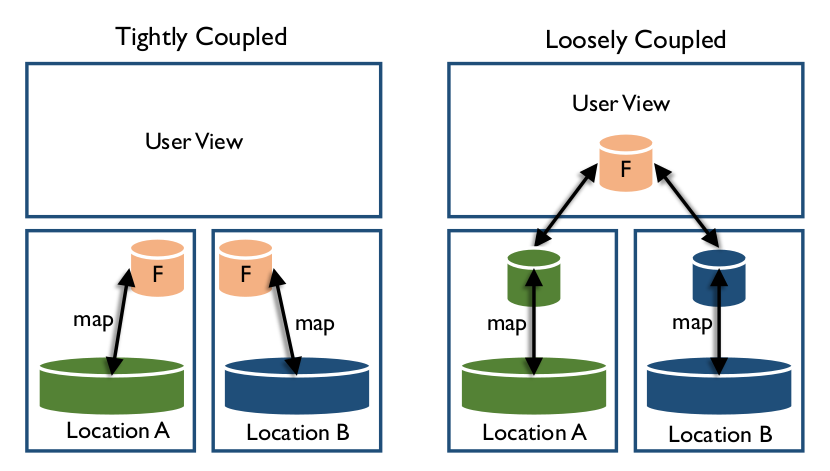 Tightly Coupled
User View
F
F
map
map
Location A
Location B
Loosely Coupled
User View
F
map
map
Location A
Location B